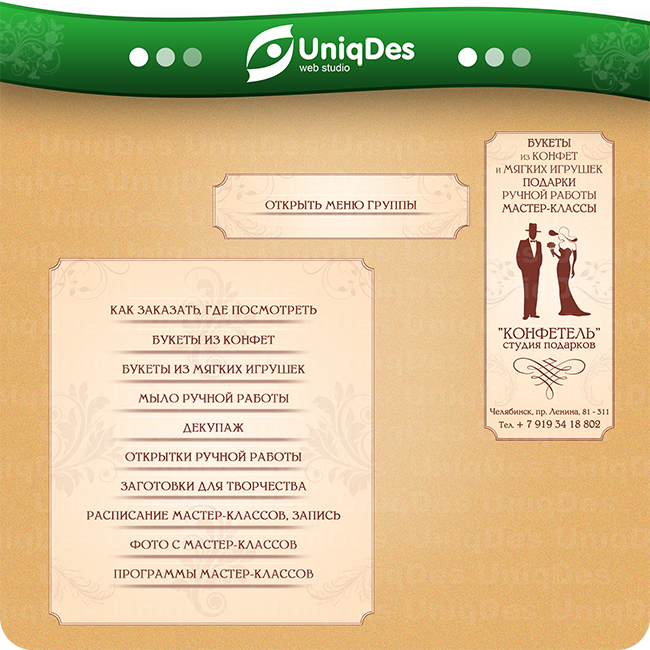 UniqDes
web studio
ОТКРЫТЬ МЕНЮ ГРУППЫ
КАК ЗАКАЗАТЬ, ГДЕ ПОСМОТРЕТЬ
БУКЕТЫ ИЗ КОНФЕТ
БУКЕТЫ ИЗ МЯГКИХ ИГРУШЕК
МЫЛО РУЧНОЙ РАБОТЫ
ДЕКУПАЖ
ОТКРЫТКИ РУЧНОЙ РАБОТЫ
ЗАГОТОВКИ ДЛЯ ТВОРЧЕСТВА
РАСПИСАНИЕ МАСТЕР-КЛАССОВ, ЗАПИСЬ
ФОТО С МАСТЕР-КЛАССОВ
ПРОГРАММЫ МАСТЕР-КЛАССОВ
БУКЕТЫ
ИЗ КОНФЕТ
И МЯГКИХ ИГРУШЕК
ПОДАРКИ
РУЧНОЙ РАБОТЫ
МАСТЕР-КЛАССЫ
"КОНФЕТЕЛЬ"
студия подарков
Челябинск, пр. Ленина, 81 - 311
Тел. + 7 919 34 18 802